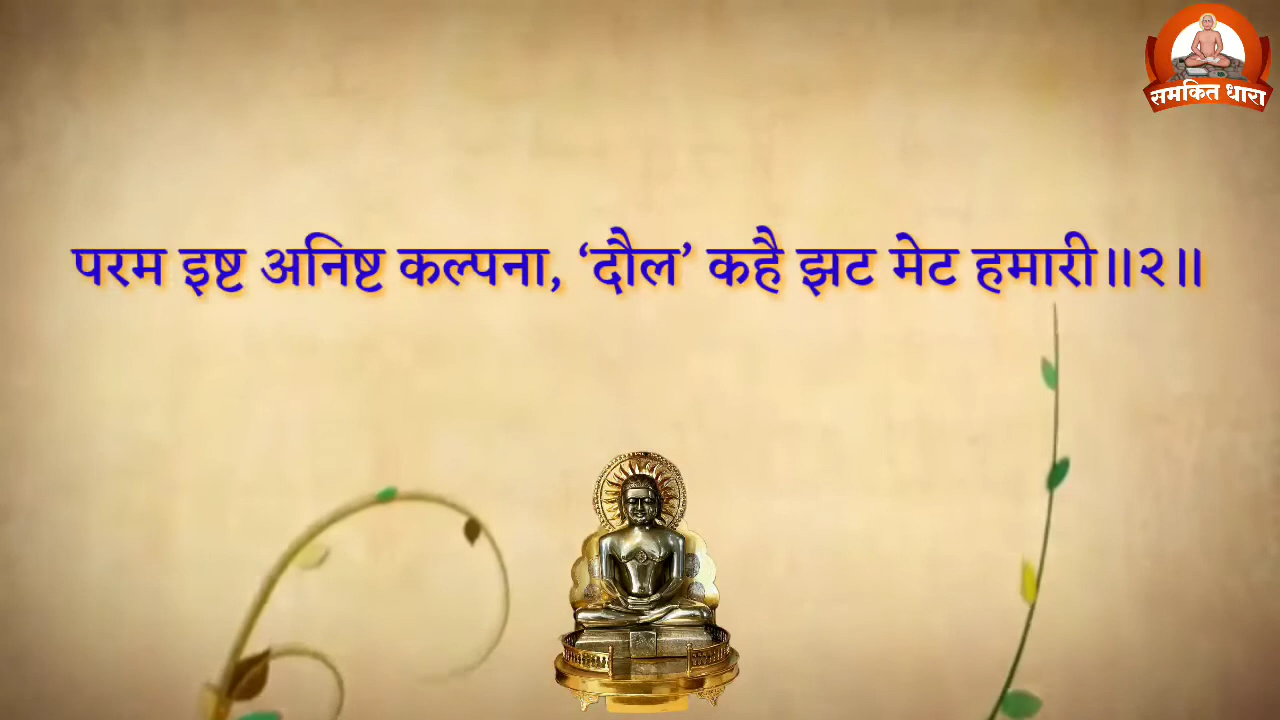 समकित धारा
परम इष्ट अनिष्ट कल्पना, ‘दौल’ कहै झट मेट हमारी॥२॥